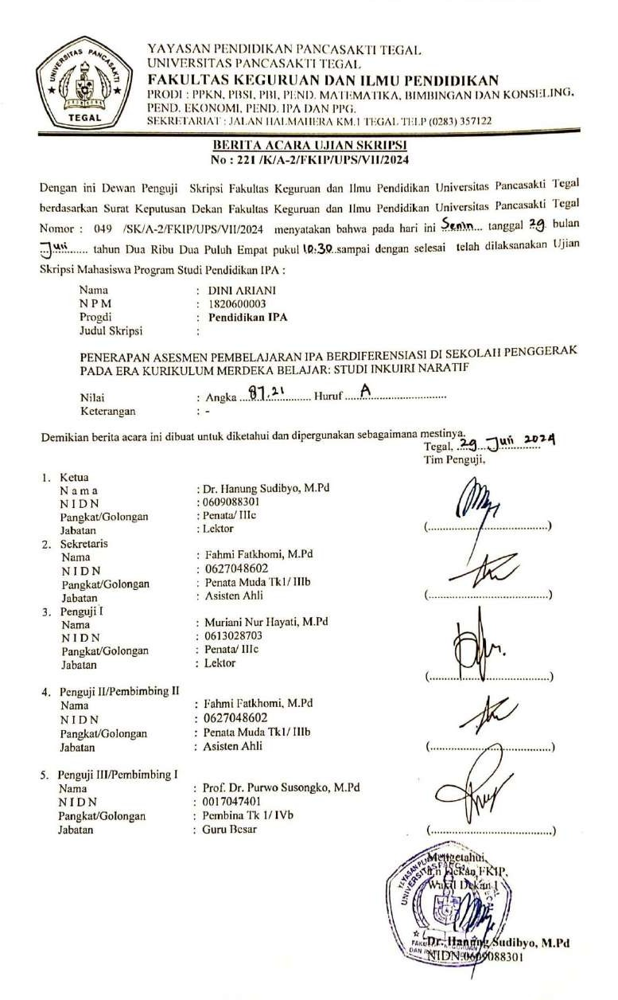 UNIVERSITAS PANCASAKTI
TEGAL
YAYASAN PENDIDIKAN PANCASAKTI TEGAL
UNIVERSITAS PANCASAKTI TEGAL
FAKULTAS KEGURUAN DAN ILMU PENDIDIKAN
PRODI : PPKN, PBSI, PBI, PEND. MATEMATIKA, BIMBINGAN DAN KONSELING,
PEND. EKONOMI, PEND. IPA DAN PPG.
SEKRETARIAT : JALAN HALMAHERA KM.1 TEGAL TELP (0283) 357122
BERITA ACARA UJIAN SKRIPSI
No : 221 /K/A-2/FKIP/UPS/VII/2024
Dengan ini Dewan Penguji Skripsi Fakultas Keguruan dan Ilmu Pendidikan Universitas Pancasakti Tegal
berdasarkan Surat Keputusan Dekan Fakultas Keguruan dan Ilmu Pendidikan Universitas Pancasakti Tegal
Nomor : 049 /SK/A-2/FKIP/UPS/VII/2024 menyatakan bahwa pada hari ini Senin... tanggal 29. bulan
...Juli....... tahun Dua Ribu Dua Puluh Empat pukul 10.30..sampai dengan selesai telah dilaksanakan Ujian
Skripsi Mahasiswa Program Studi Pendidikan IPA :
Nama : DINI ARIANI
N P M : 1820600003
Progdi : Pendidikan IPA
Judul Skripsi :
PENERAPAN ASESMEN PEMBELAJARAN IPA BERDIFERENSIASI DI SEKOLAH PENGGERAK
PADA ERA KURIKULUM MERDEKA BELAJAR: STUDI INKUIRI NARATIF
Nilai : Angka ...87,21............ Huruf .....A..........................
Keterangan : -
Demikian berita acara ini dibuat untuk diketahui dan dipergunakan sebagaimana mestinya.
Tegal, ..29...Juli 2024
Tim Penguji,
1. Ketua
N a m a : Dr. Hanung Sudibyo, M.Pd
N I D N : 0609088301
Pangkat/Golongan : Penata/ IIIc
Jabatan : Lektor
(.......................................)
2. Sekretaris
Nama : Fahmi Fatkhomi, M.Pd
N I D N : 0627048602
Pangkat/Golongan : Penata Muda Tk1/ IIIb
Jabatan : Asisten Ahli
(.......................................)
3. Penguji I
Nama : Muriani Nur Hayati, M.Pd
N I D N : 0613028703
Pangkat/Golongan : Penata/ IIIc
Jabatan : Lektor
(.......................................)
4. Penguji II/Pembimbing II
Nama : Fahmi Fatkhomi, M.Pd
N I D N : 0627048602
Pangkat/Golongan : Penata Muda Tk1/ IIIb
Jabatan : Asisten Ahli
(.......................................)
5. Penguji III/Pembimbing I
Nama : Prof. Dr. Purwo Susongko, M.Pd
N I D N : 0017047401
Pangkat/Golongan : Pembina Tk 1/ IVb
Jabatan : Guru Besar
(.......................................)
Mengetahui,
a.n Dekan FKIP,
Wakil Dekan I
Dr. Hanung Sudibyo, M.Pd
NIDN.0609088301